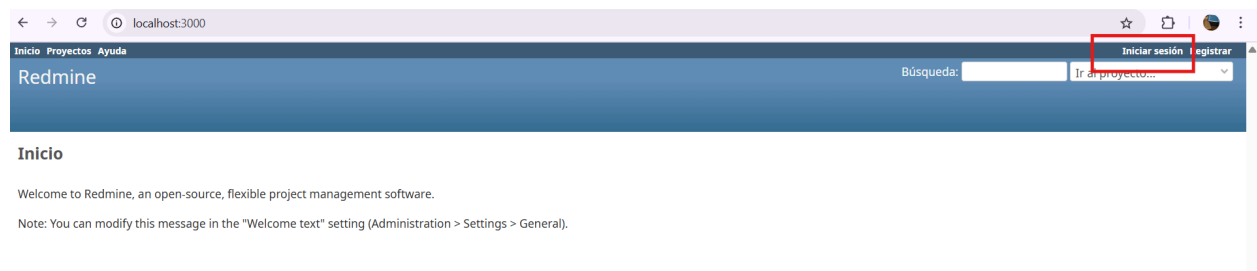 localhost:3000
Inicio Proyectos Ayuda Iniciar sesión Registrar
Redmine Búsqueda: Ir al proyecto...
Inicio
Welcome to Redmine, an open-source, flexible project management software.
Note: You can modify this message in the "Welcome text" setting (Administration > Settings > General).